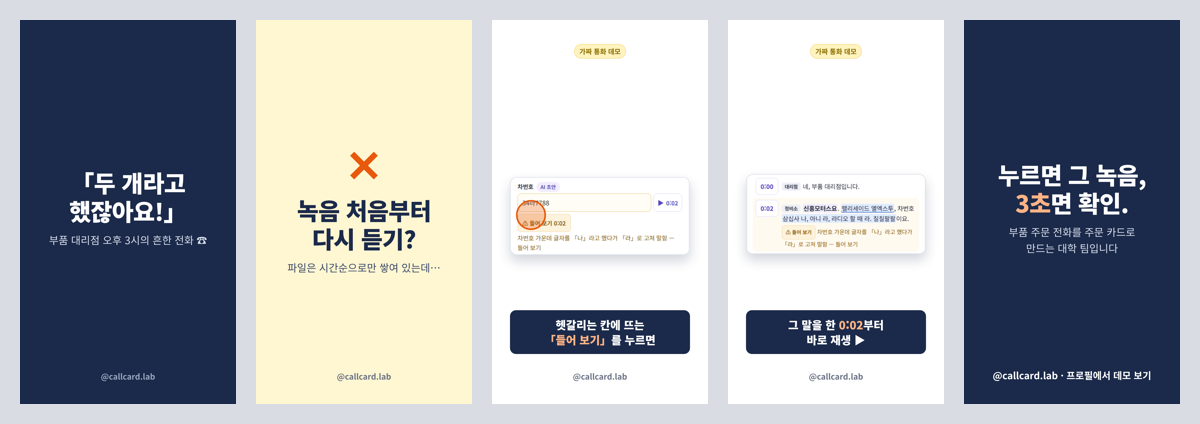 「두 개라고
했잖아요!」
부품 대리점 오후 3시의 흔한 전화 ☎
@callcard.lab
✕
녹음 처음부터
다시 듣기?
파일은 시간순으로만 쌓여 있는데…
@callcard.lab
가짜 통화 데모
차번호 AI 초안
7788
▶ 0:02
⚠ 들어 보기 0:02
차번호 가운데 글자를 「나」라고 했다가 「라」로 고쳐 말함 —
들어 보기
헷갈리는 칸에 뜨는
「들어 보기」를 누르면
@callcard.lab
가짜 통화 데모
0:00 대리점 네, 부품 대리점입니다.
0:02 정비소 신흥모터스요. 팰리세이드 엘엑스투, 차번호
삼십사 나, 아니 라, 라디오 할 때 라. 칠칠팔팔이요.
⚠ 들어 보기 차번호 가운데 글자를 「나」라고 했다가
「라」로 고쳐 말함 — 들어 보기
그 말을 한 0:02부터
바로 재생 ▶
@callcard.lab
누르면 그 녹음,
3초면 확인.
부품 주문 전화를 주문 카드로
만드는 대학 팀입니다
@callcard.lab · 프로필에서 데모 보기